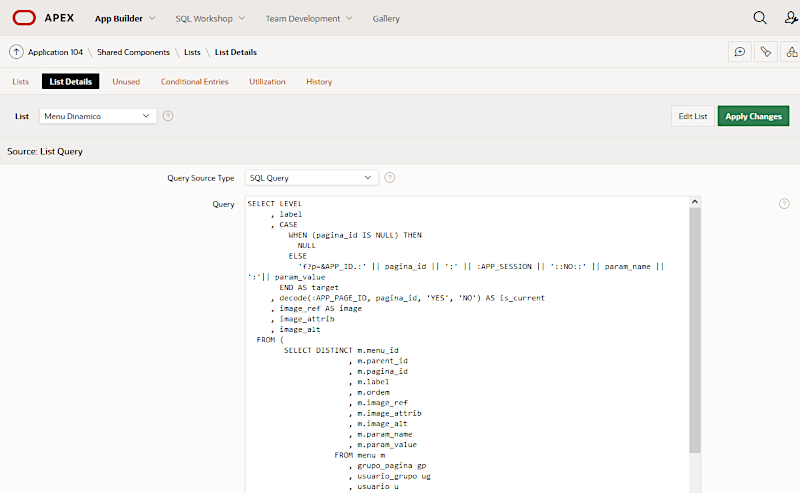 APEX App Builder SQL Workshop Team Development Gallery
Application 104 \ Shared Components \ Lists \ List Details
Lists List Details Unused Conditional Entries Utilization History
List Menu Dinamico ? Edit List Apply Changes
Source: List Query
Query Source Type SQL Query ?
Query ?
SELECT LEVEL
, label
, CASE
WHEN (pagina_id IS NULL) THEN
NULL
ELSE
'f?p=&APP_ID.:' || pagina_id || ':' || :APP_SESSION || '::NO::' || param_name ||
':'|| param_value
END AS target
, decode(:APP_PAGE_ID, pagina_id, 'YES', 'NO') AS is_current
, image_ref AS image
, image_attrib
, image_alt
FROM (
SELECT DISTINCT m.menu_id
, m.parent_id
, m.pagina_id
, m.label
, m.ordem
, m.image_ref
, m.image_attrib
, m.image_alt
, m.param_name
, m.param_value
FROM menu m
, grupo_pagina gp
, usuario_grupo ug
, usuario u